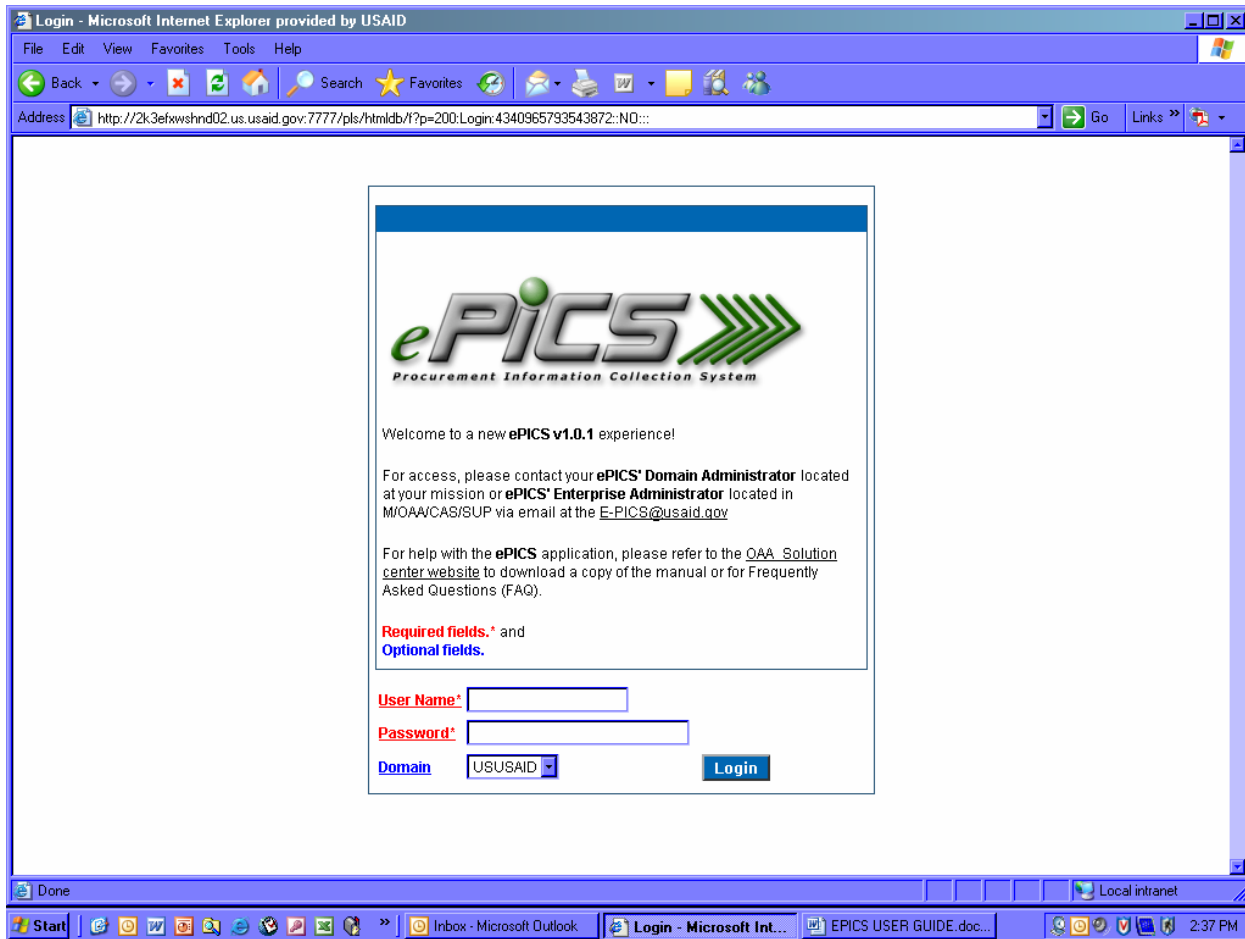 Login - Microsoft Internet Explorer provided by USAID
File Edit View Favorites Tools Help
Back Search Favorites
Address http://2k3efxwshnd02.us.usaid.gov:7777/pls/htmldb/f?p=200:Login:4340965793543872::NO::: Go Links »
ePiCS
Procurement Information Collection System
Welcome to a new ePICS v1.0.1 experience!
For access, please contact your ePICS' Domain Administrator located
at your mission or ePICS' Enterprise Administrator located in
M/OAA/CAS/SUP via email at the E-PICS@usaid.gov
For help with the ePICS application, please refer to the OAA Solution
center website to download a copy of the manual or for Frequently
Asked Questions (FAQ).
Required fields.* and
Optional fields.
User Name*
Password*
Domain USUSAID Login
Done Local intranet
Start » Inbox - Microsoft Outlook Login - Microsoft Int... EPICS USER GUIDE.doc... 2:37 PM